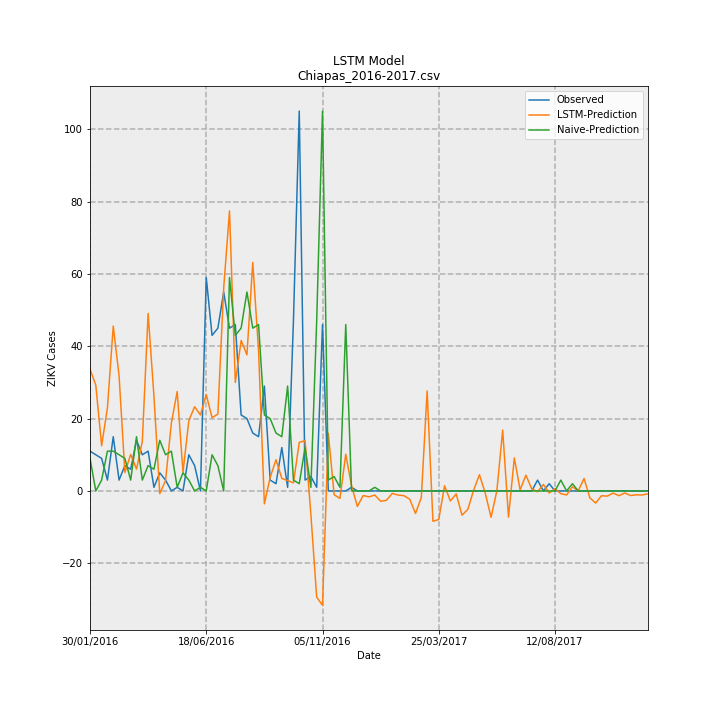 LSTM Model
Chiapas_2016-2017.csv
Observed
LSTM-Prediction
Naive-Prediction
100
80
60
40
20
0
−20
ZIKV Cases
30/01/2016
18/06/2016
05/11/2016
25/03/2017
12/08/2017
Date